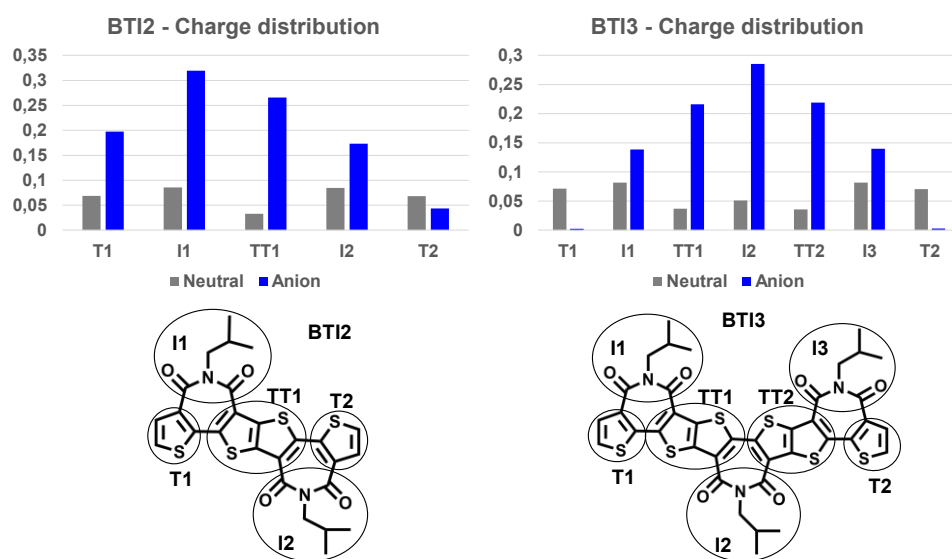 BTI2 - Charge distribution
0,35
0,3
0,25
0,2
0,15
0,1
0,05
0
T1 I1 TT1 I2 T2
Neutral Anion
BTI3 - Charge distribution
0,3
0,25
0,2
0,15
0,1
0,05
0
T1 I1 TT1 I2 TT2 I3 T2
Neutral Anion
BTI2
I1
O N O
TT1 T2
S S
S S
T1
O N O
I2
BTI3
I1 I3
O N O O N O
TT1 TT2
S S
S S S S
T1 T2
O N O
I2